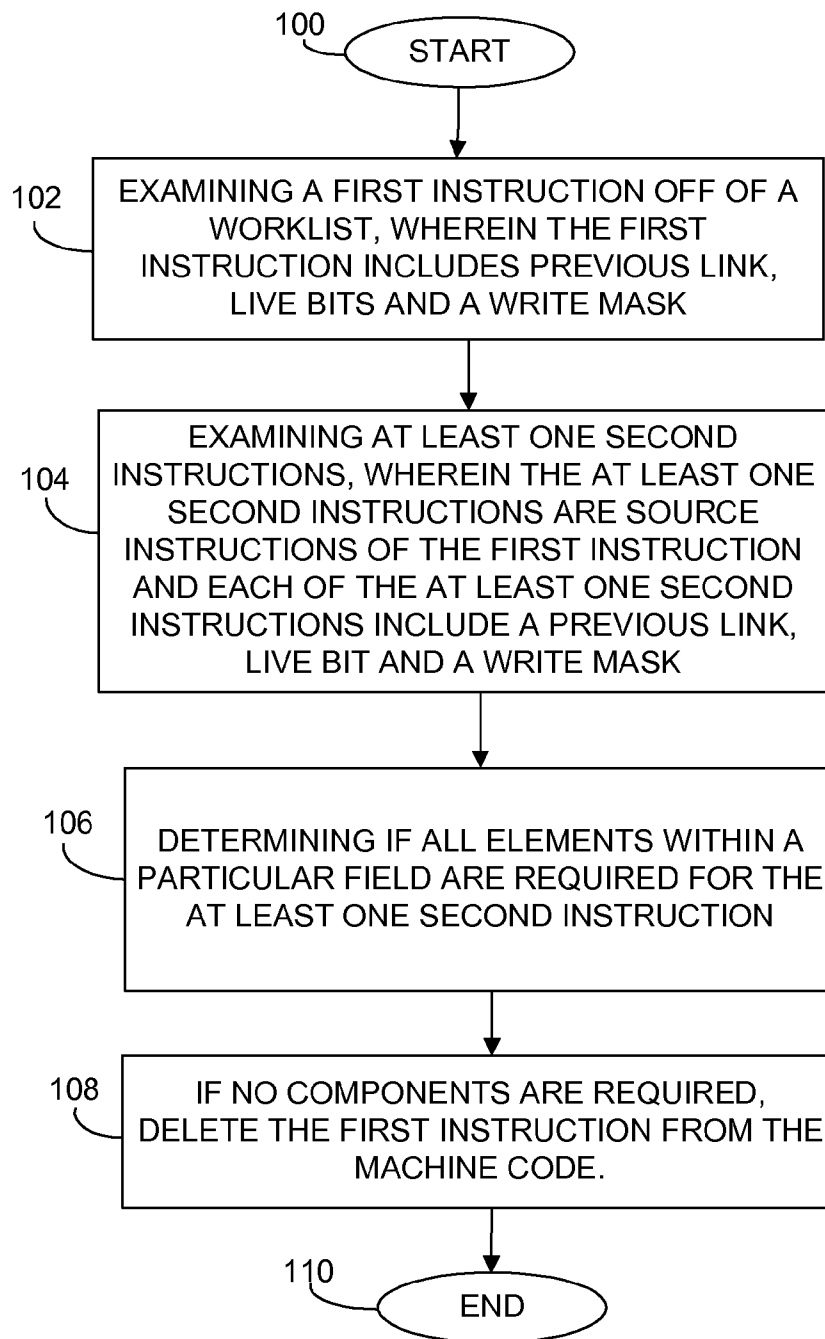 100
START
102
EXAMINING A FIRST INSTRUCTION OFF OF A
WORKLIST, WHEREIN THE FIRST
INSTRUCTION INCLUDES PREVIOUS LINK,
LIVE BITS AND A WRITE MASK
104
EXAMINING AT LEAST ONE SECOND
INSTRUCTIONS, WHEREIN THE AT LEAST ONE
SECOND INSTRUCTIONS ARE SOURCE
INSTRUCTIONS OF THE FIRST INSTRUCTION
AND EACH OF THE AT LEAST ONE SECOND
INSTRUCTIONS INCLUDE A PREVIOUS LINK,
LIVE BIT AND A WRITE MASK
106
DETERMINING IF ALL ELEMENTS WITHIN A
PARTICULAR FIELD ARE REQUIRED FOR THE
AT LEAST ONE SECOND INSTRUCTION
108
IF NO COMPONENTS ARE REQUIRED,
DELETE THE FIRST INSTRUCTION FROM THE
MACHINE CODE.
110
END